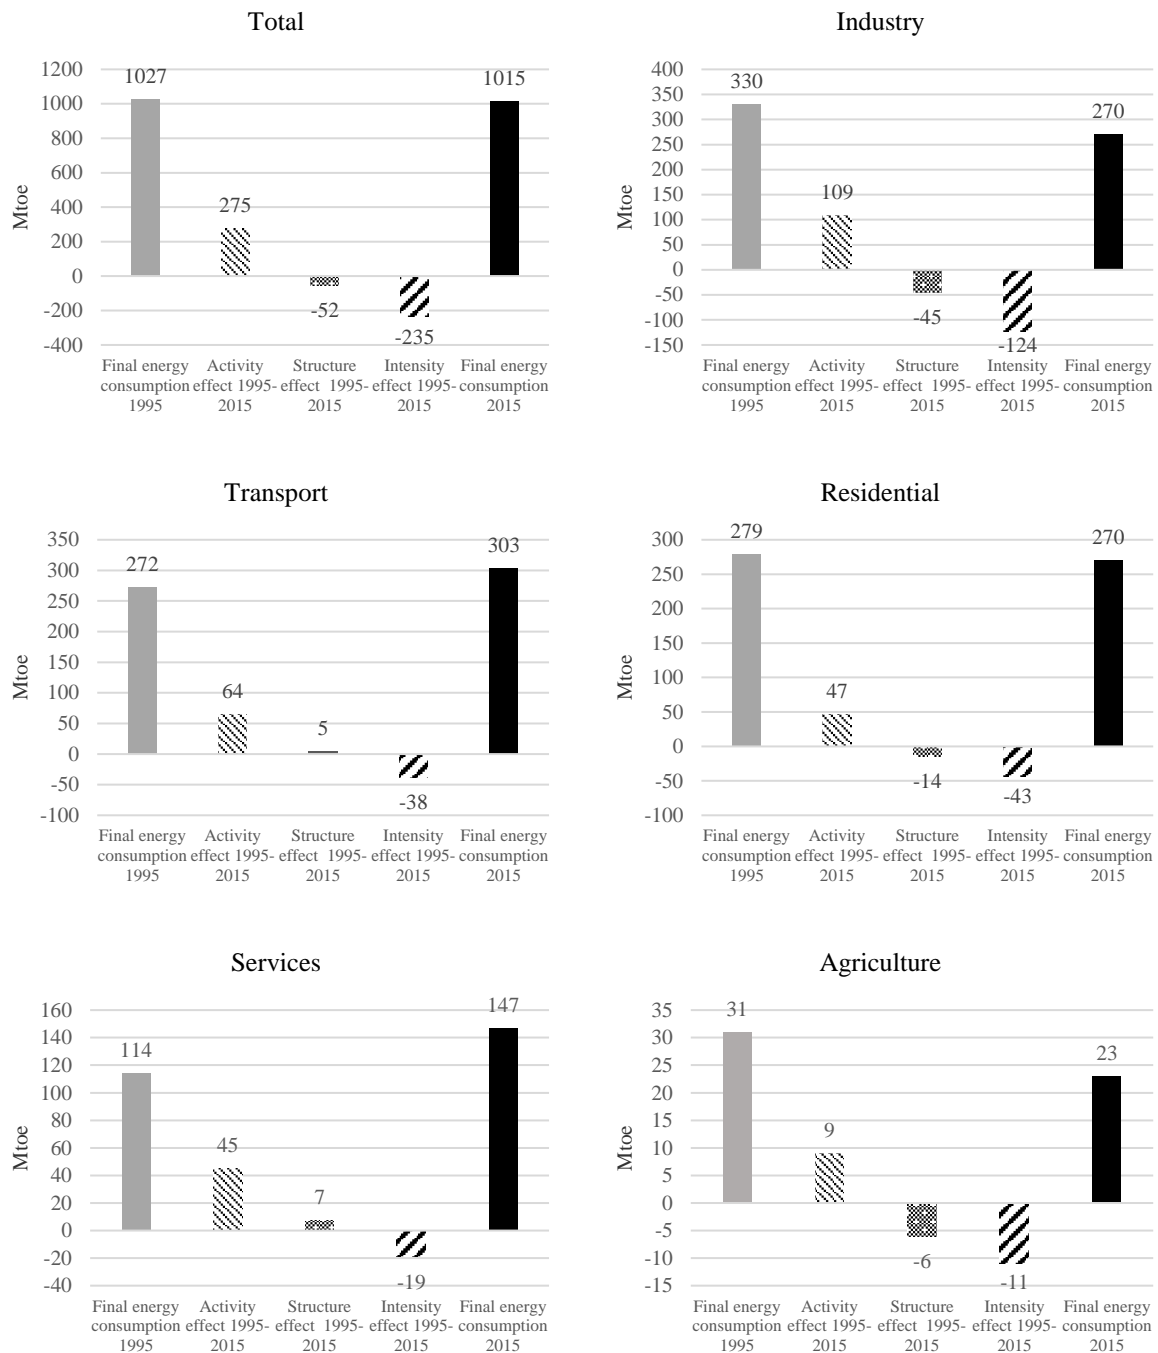 Total
1200
1000
800
600
400
200
0
-200
-400
Mtoe
1027
275
-52
-235
1015
Final energy consumption 1995
Activity effect 1995-2015
Structure effect 1995-2015
Intensity effect 1995-2015
Final energy consumption 2015
Industry
400
350
300
250
200
150
100
50
0
-50
-100
-150
Mtoe
330
109
-45
-124
270
Final energy consumption 1995
Activity effect 1995-2015
Structure effect 1995-2015
Intensity effect 1995-2015
Final energy consumption 2015
Transport
350
300
250
200
150
100
50
0
-50
-100
Mtoe
272
64
5
-38
303
Final energy consumption 1995
Activity effect 1995-2015
Structure effect 1995-2015
Intensity effect 1995-2015
Final energy consumption 2015
Residential
300
250
200
150
100
50
0
-50
-100
Mtoe
279
47
-14
-43
270
Final energy consumption 1995
Activity effect 1995-2015
Structure effect 1995-2015
Intensity effect 1995-2015
Final energy consumption 2015
Services
160
140
120
100
80
60
40
20
0
-20
-40
Mtoe
114
45
7
-19
147
Final energy consumption 1995
Activity effect 1995-2015
Structure effect 1995-2015
Intensity effect 1995-2015
Final energy consumption 2015
Agriculture
35
30
25
20
15
10
5
0
-5
-10
-15
Mtoe
31
9
-6
-11
23
Final energy consumption 1995
Activity effect 1995-2015
Structure effect 1995-2015
Intensity effect 1995-2015
Final energy consumption 2015